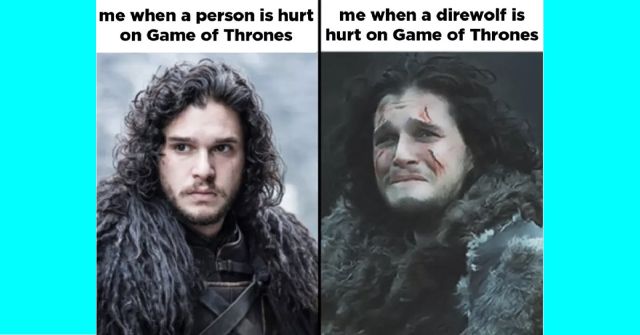 me when a person is hurt
on Game of Thrones
me when a direwolf is
hurt on Game of Thrones